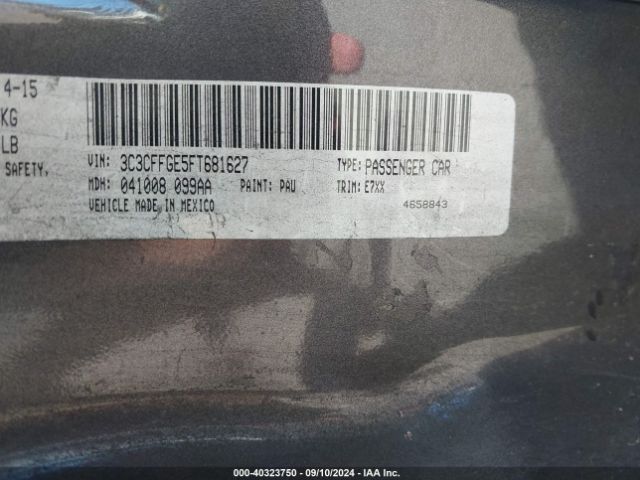 4-15
KG
LB
SAFETY,
VIN: 3C3CFFGE5FT681627 TYPE: PASSENGER CAR
MDH: 041008 099AA PAINT: PAU TRIM: E7XX
VEHICLE MADE IN MEXICO 4658843
000-40323750 - 09/10/2024 - IAA Inc.